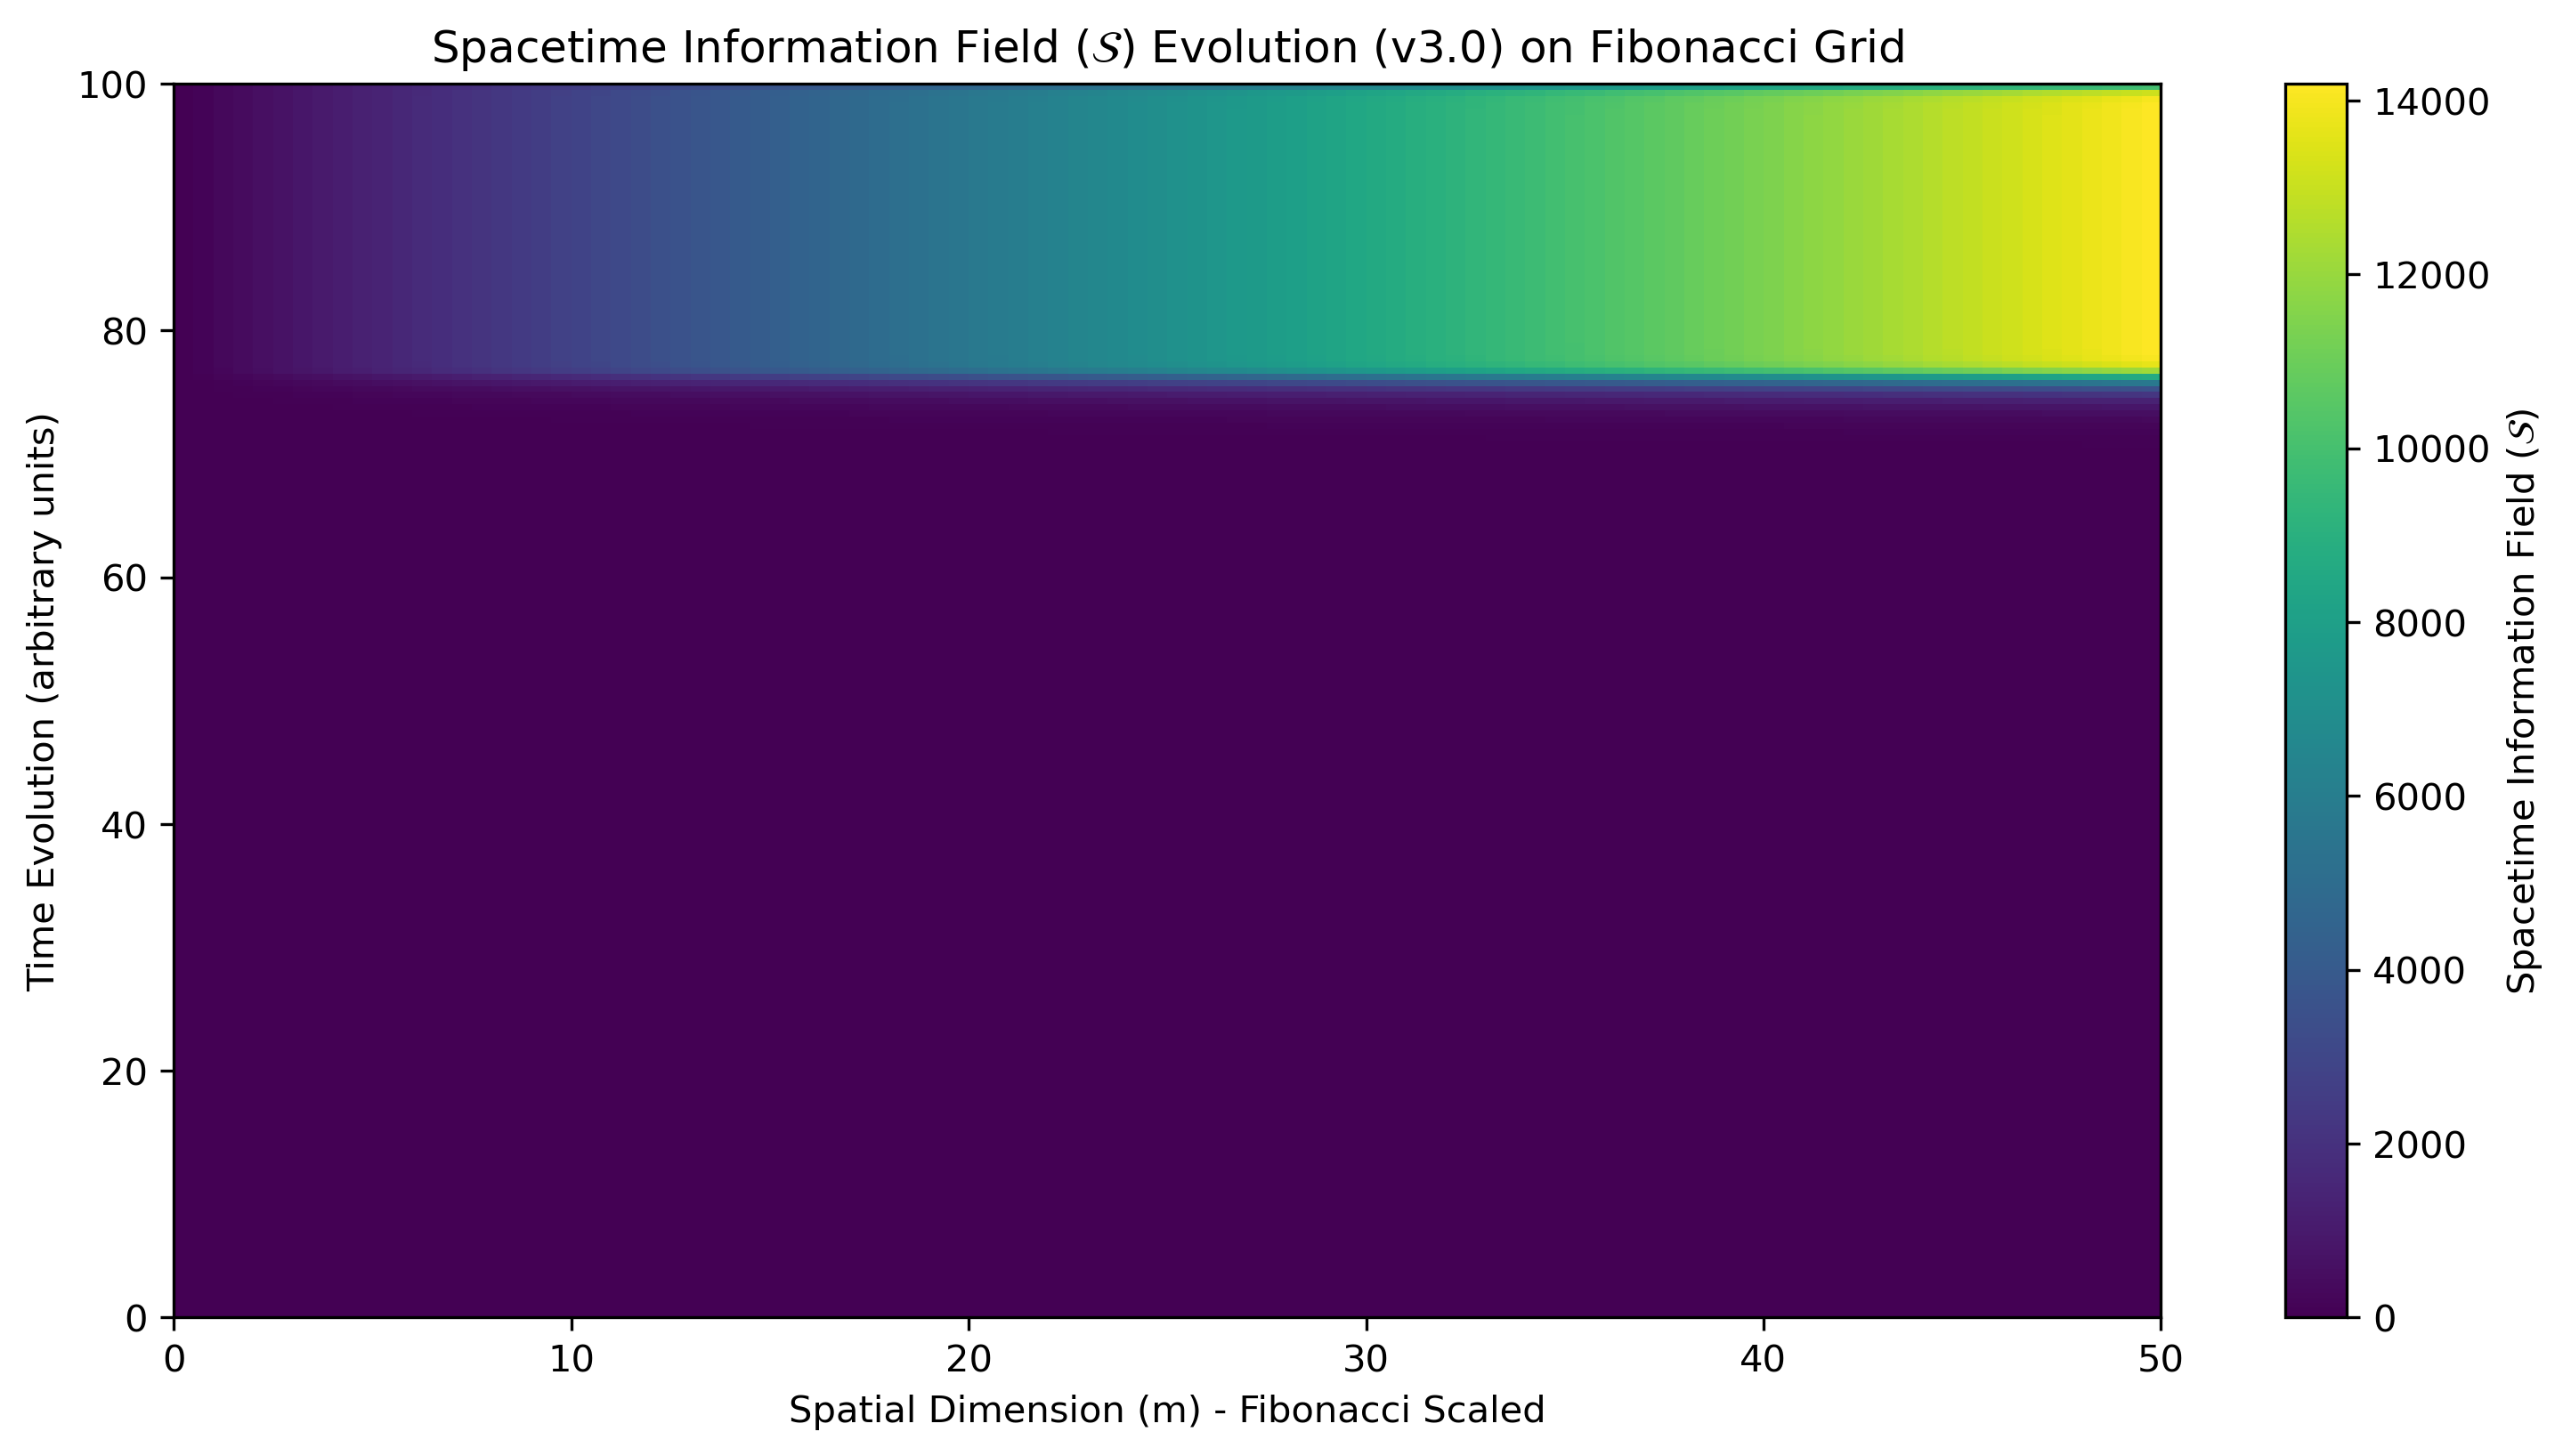 Spacetime Information Field (𝒮) Evolution (v3.0) on Fibonacci Grid
Time Evolution (arbitrary units)
100
80
60
40
20
0
0 10 20 30 40 50
Spatial Dimension (m) - Fibonacci Scaled
14000
12000
10000
8000
6000
4000
2000
0
Spacetime Information Field (𝒮)